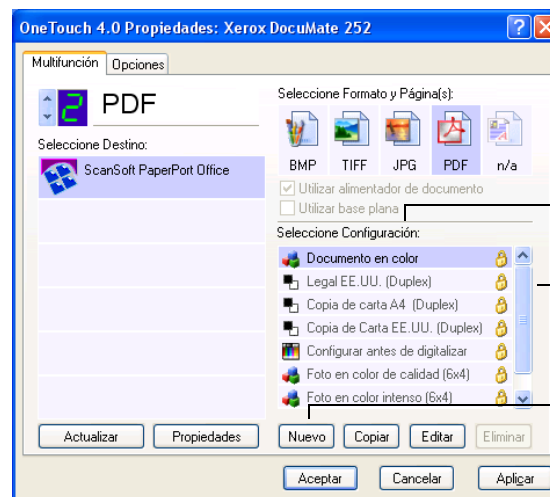 OneTouch 4.0 Propiedades: Xerox DocuMate 252
Multifunción Opciones
2 PDF
Seleccione Destino:
ScanSoft PaperPort Office
Seleccione Formato y Página(s):
BMP TIFF JPG PDF n/a
Utilizar alimentador de documento
Utilizar base plana
Seleccione Configuración:
Documento en color
Legal EE.UU. (Duplex)
Copia de carta A4 (Duplex)
Copia de Carta EE.UU. (Duplex)
Configurar antes de digitalizar
Foto en color de calidad (6x4)
Foto en color intenso (6x4)
Actualizar Propiedades Nuevo Copiar Editar Eliminar
Aceptar Cancelar Aplicar